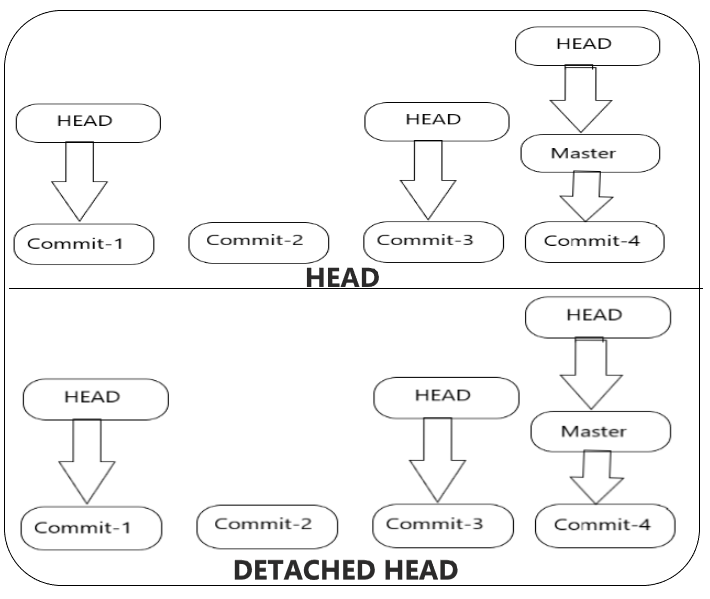 HEAD
HEAD HEAD
Master
Commit-1 Commit-2 Commit-3 Commit-4
HEAD
HEAD
HEAD HEAD
Master
Commit-1 Commit-2 Commit-3 Commit-4
DETACHED HEAD